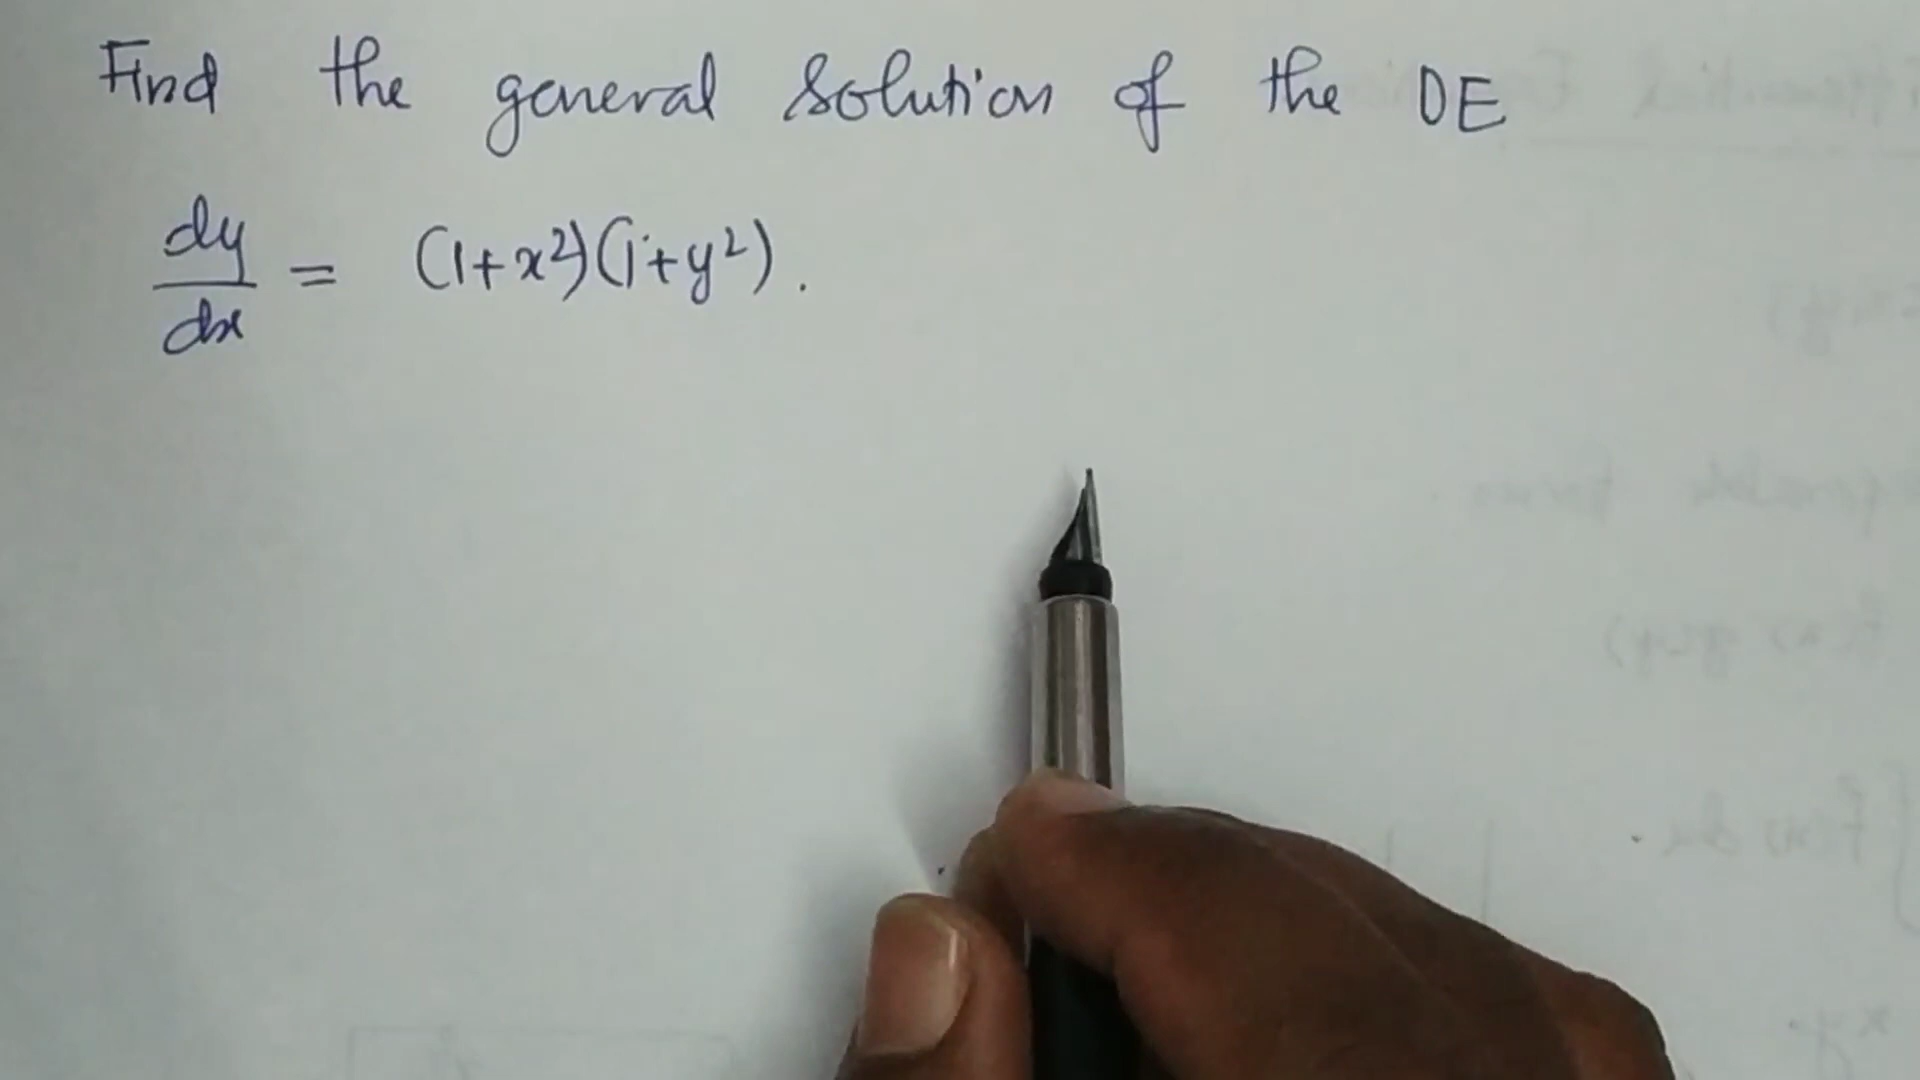 Find the general solution of the DE
dy/dx = (1+x²)(1+y²).